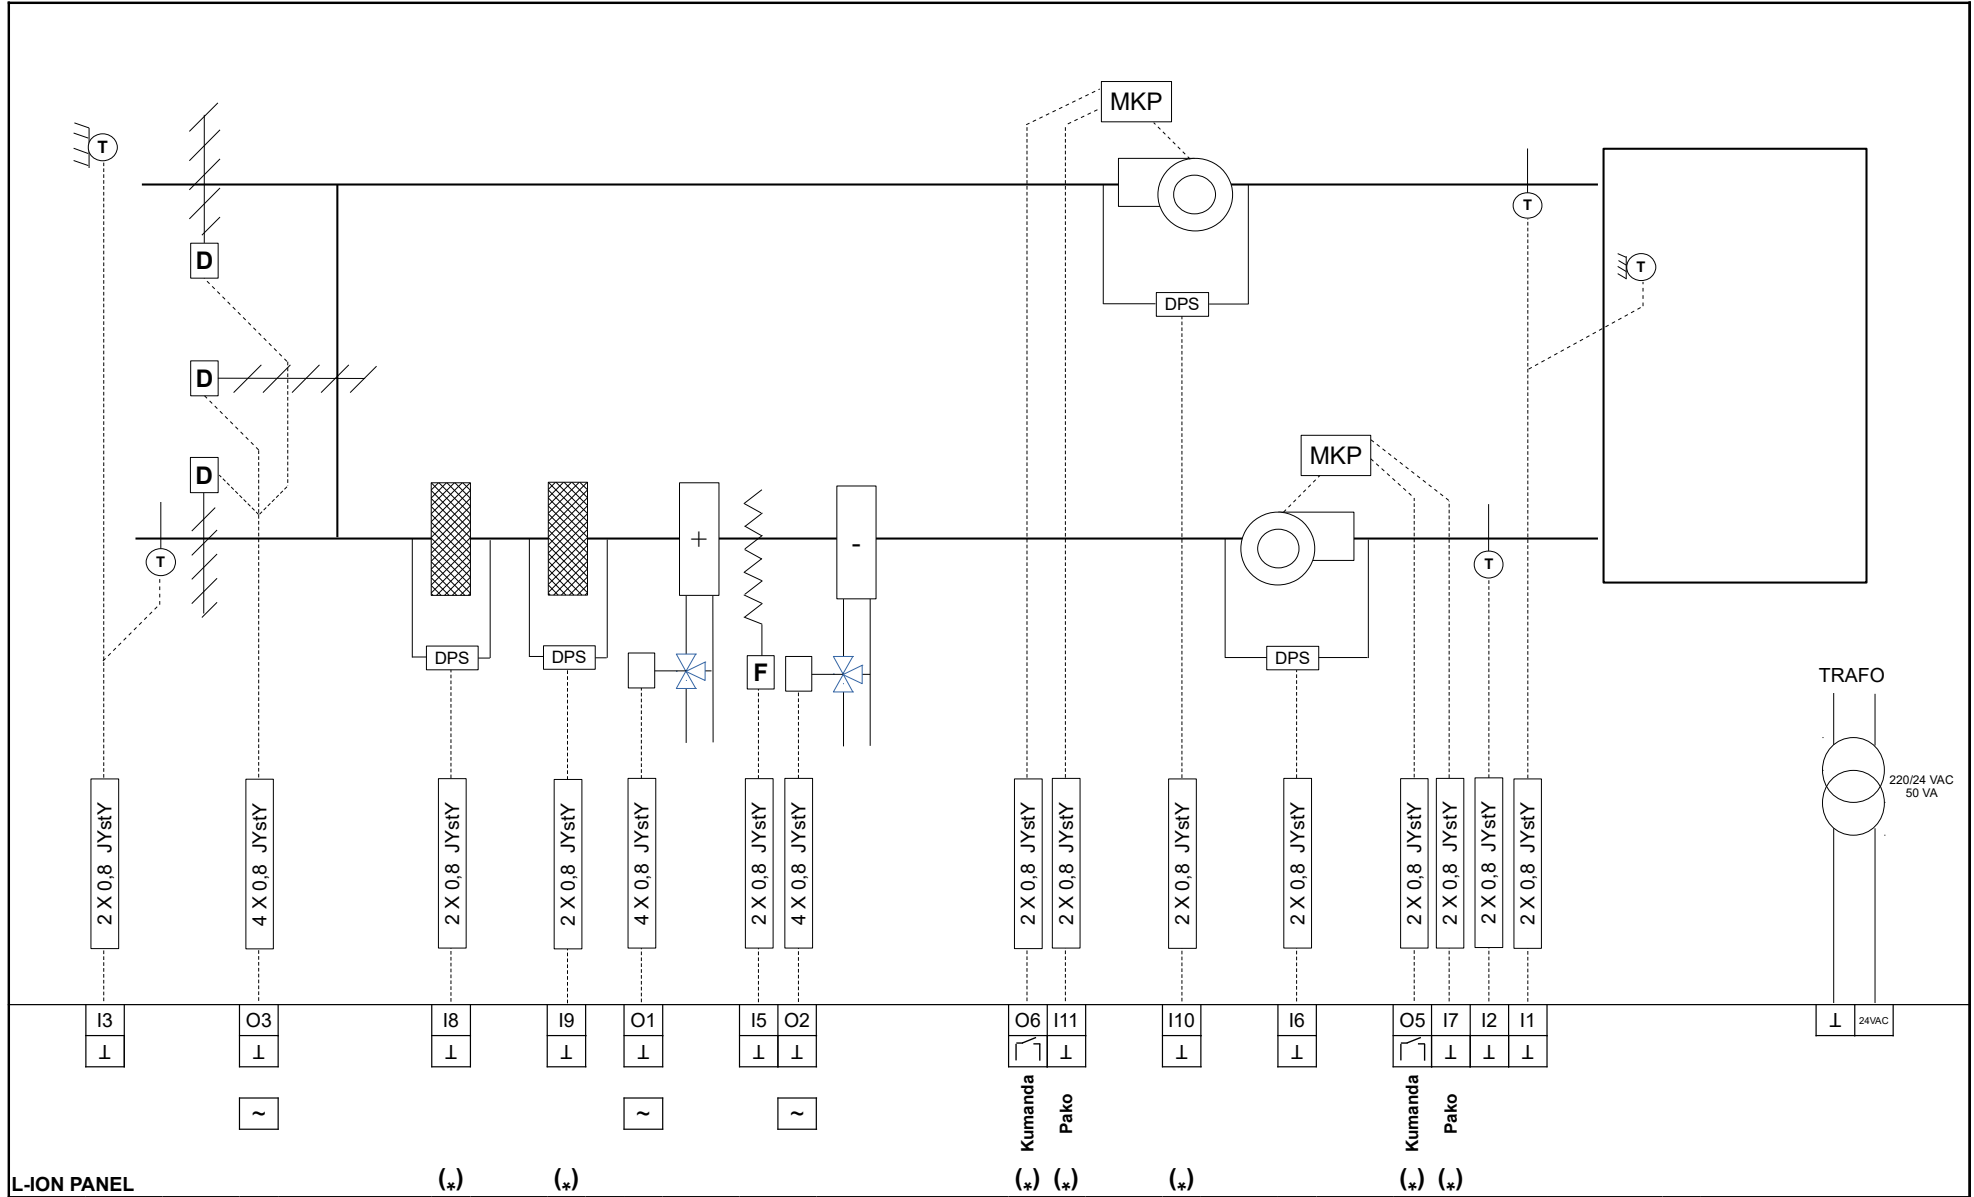 MKP
T
T
D
T
DPS
D
MKP
D
+
-
T
T
DPS
DPS
F
DPS
TRAFO
220/24 VAC
50 VA
2 X 0,8 JYstY
4 X 0,8 JYstY
2 X 0,8 JYstY
2 X 0,8 JYstY
4 X 0,8 JYstY
2 X 0,8 JYstY
4 X 0,8 JYstY
2 X 0,8 JYstY
2 X 0,8 JYstY
2 X 0,8 JYstY
2 X 0,8 JYstY
2 X 0,8 JYstY
2 X 0,8 JYstY
2 X 0,8 JYstY
2 X 0,8 JYstY
I3 O3 I8 I9 O1 I5 O2 O6 I11 I10 I6 O5 I7 I2 I1 ⊥ 24VAC
⊥ ⊥ ⊥ ⊥ ⊥ ⊥ ⊥ ⊥ ⊥ ⊥ ⊥ ⊥ ⊥
~ ~ ~
Kumanda
Pako
Kumanda
Pako
L-ION PANEL (*) (*) (*) (*) (*) (*) (*)